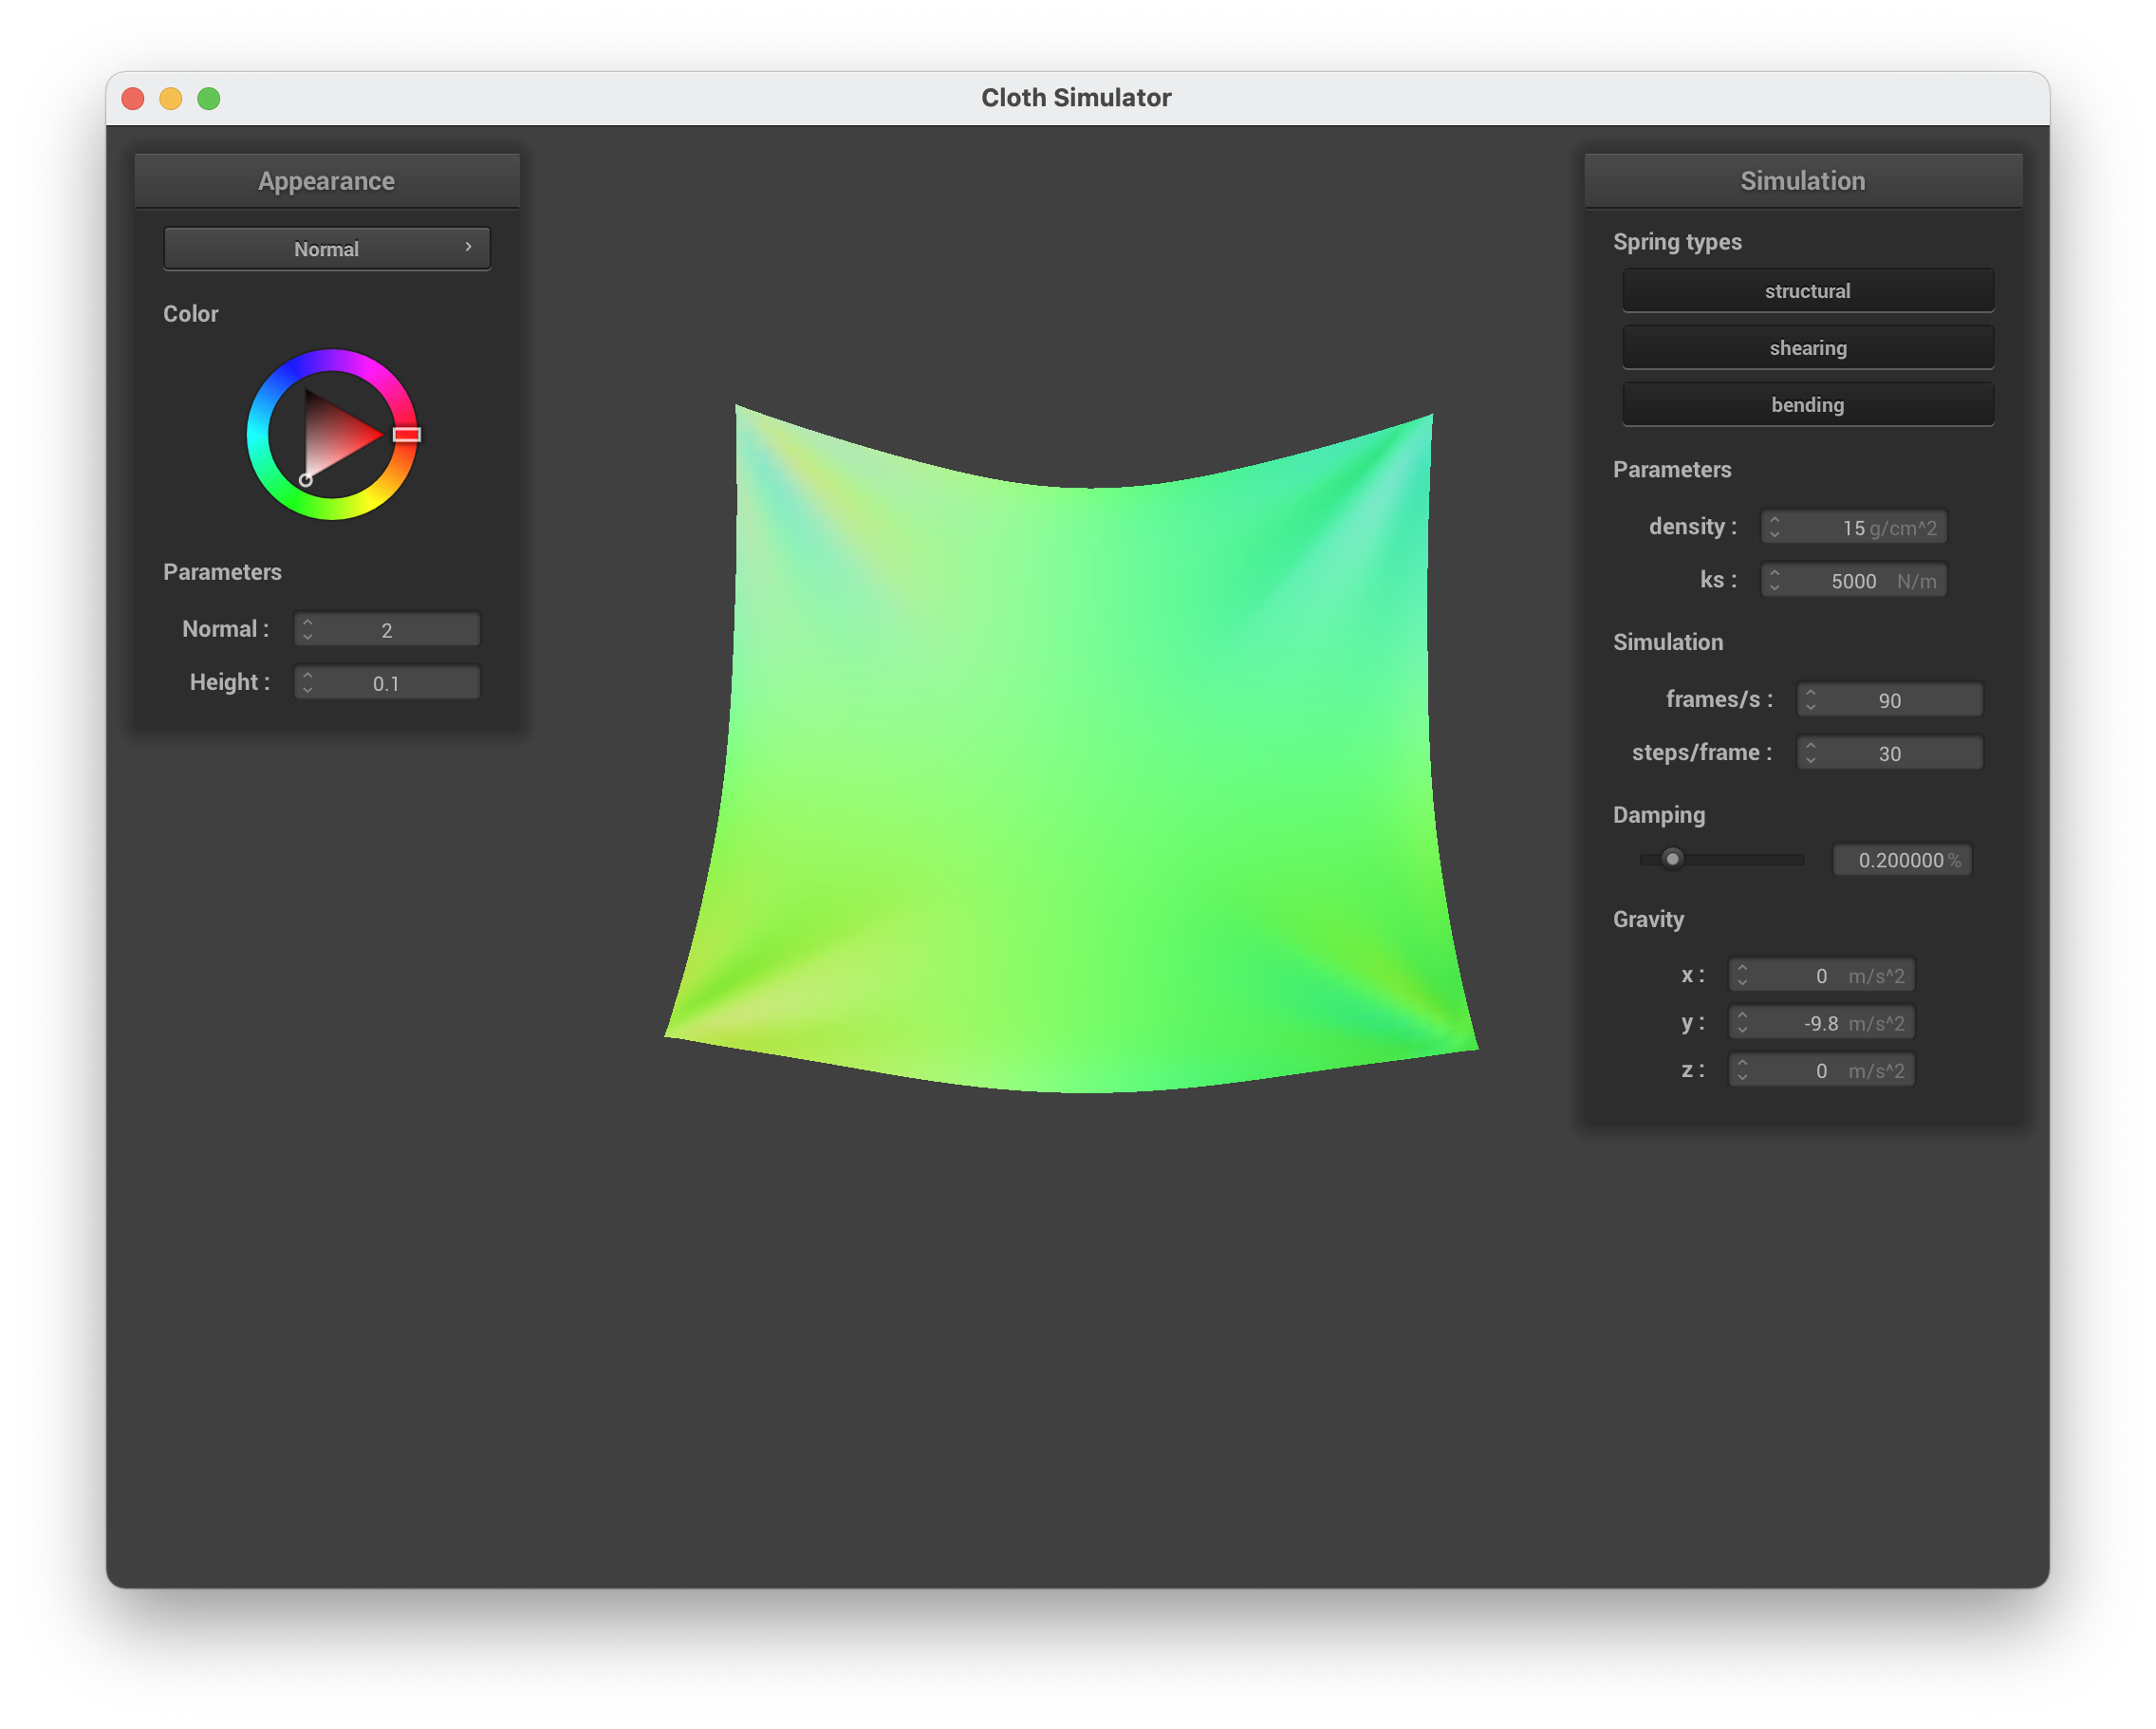 Cloth Simulator
Appearance
Normal
Color
Parameters
Normal : 2
Height : 0.1
Simulation
Spring types
structural
shearing
bending
Parameters
density : 15 g/cm^2
ks : 5000 N/m
Simulation
frames/s : 90
steps/frame : 30
Damping
0.200000 %
Gravity
x : 0 m/s^2
y : -9.8 m/s^2
z : 0 m/s^2